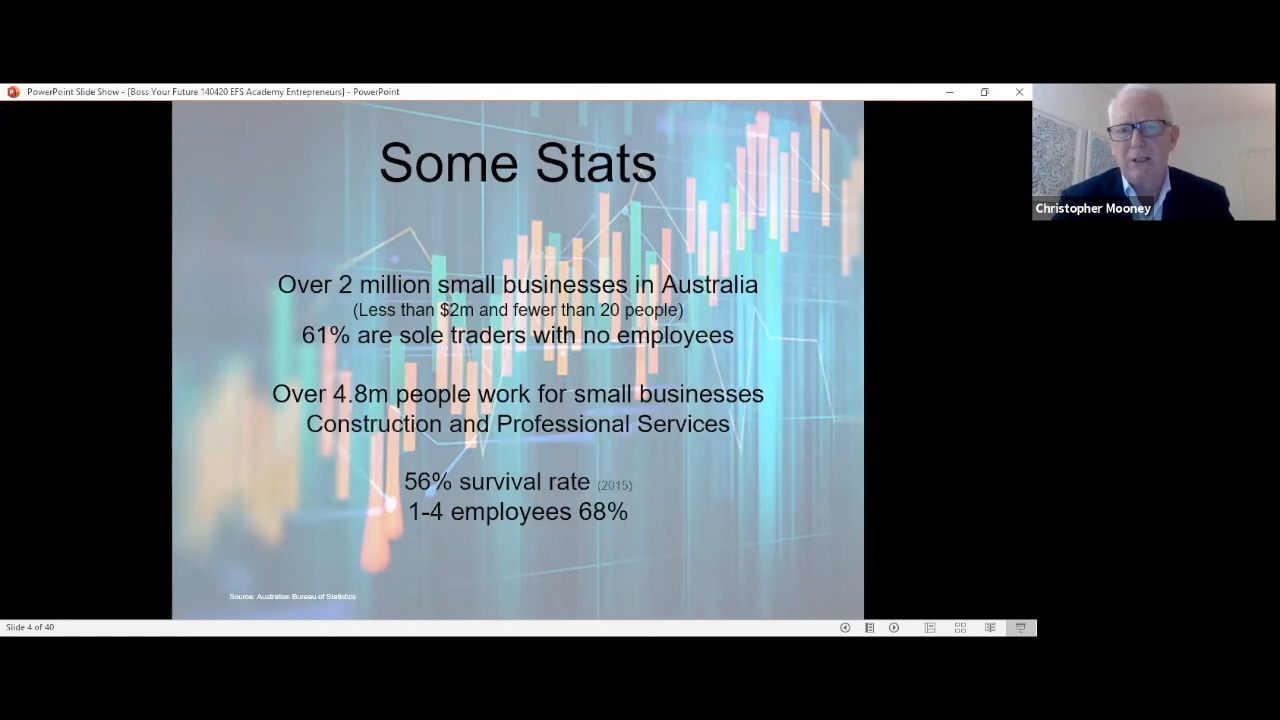 PowerPoint Slide Show - [Boss Your Future 140420 EFS Academy Entrepreneurs] - PowerPoint
Christopher Mooney
Some Stats
Over 2 million small businesses in Australia
(Less than $2m and fewer than 20 people)
61% are sole traders with no employees
Over 4.8m people work for small businesses
Construction and Professional Services
56% survival rate (2015)
1-4 employees 68%
Source: Australian Bureau of Statistics
Slide 4 of 40